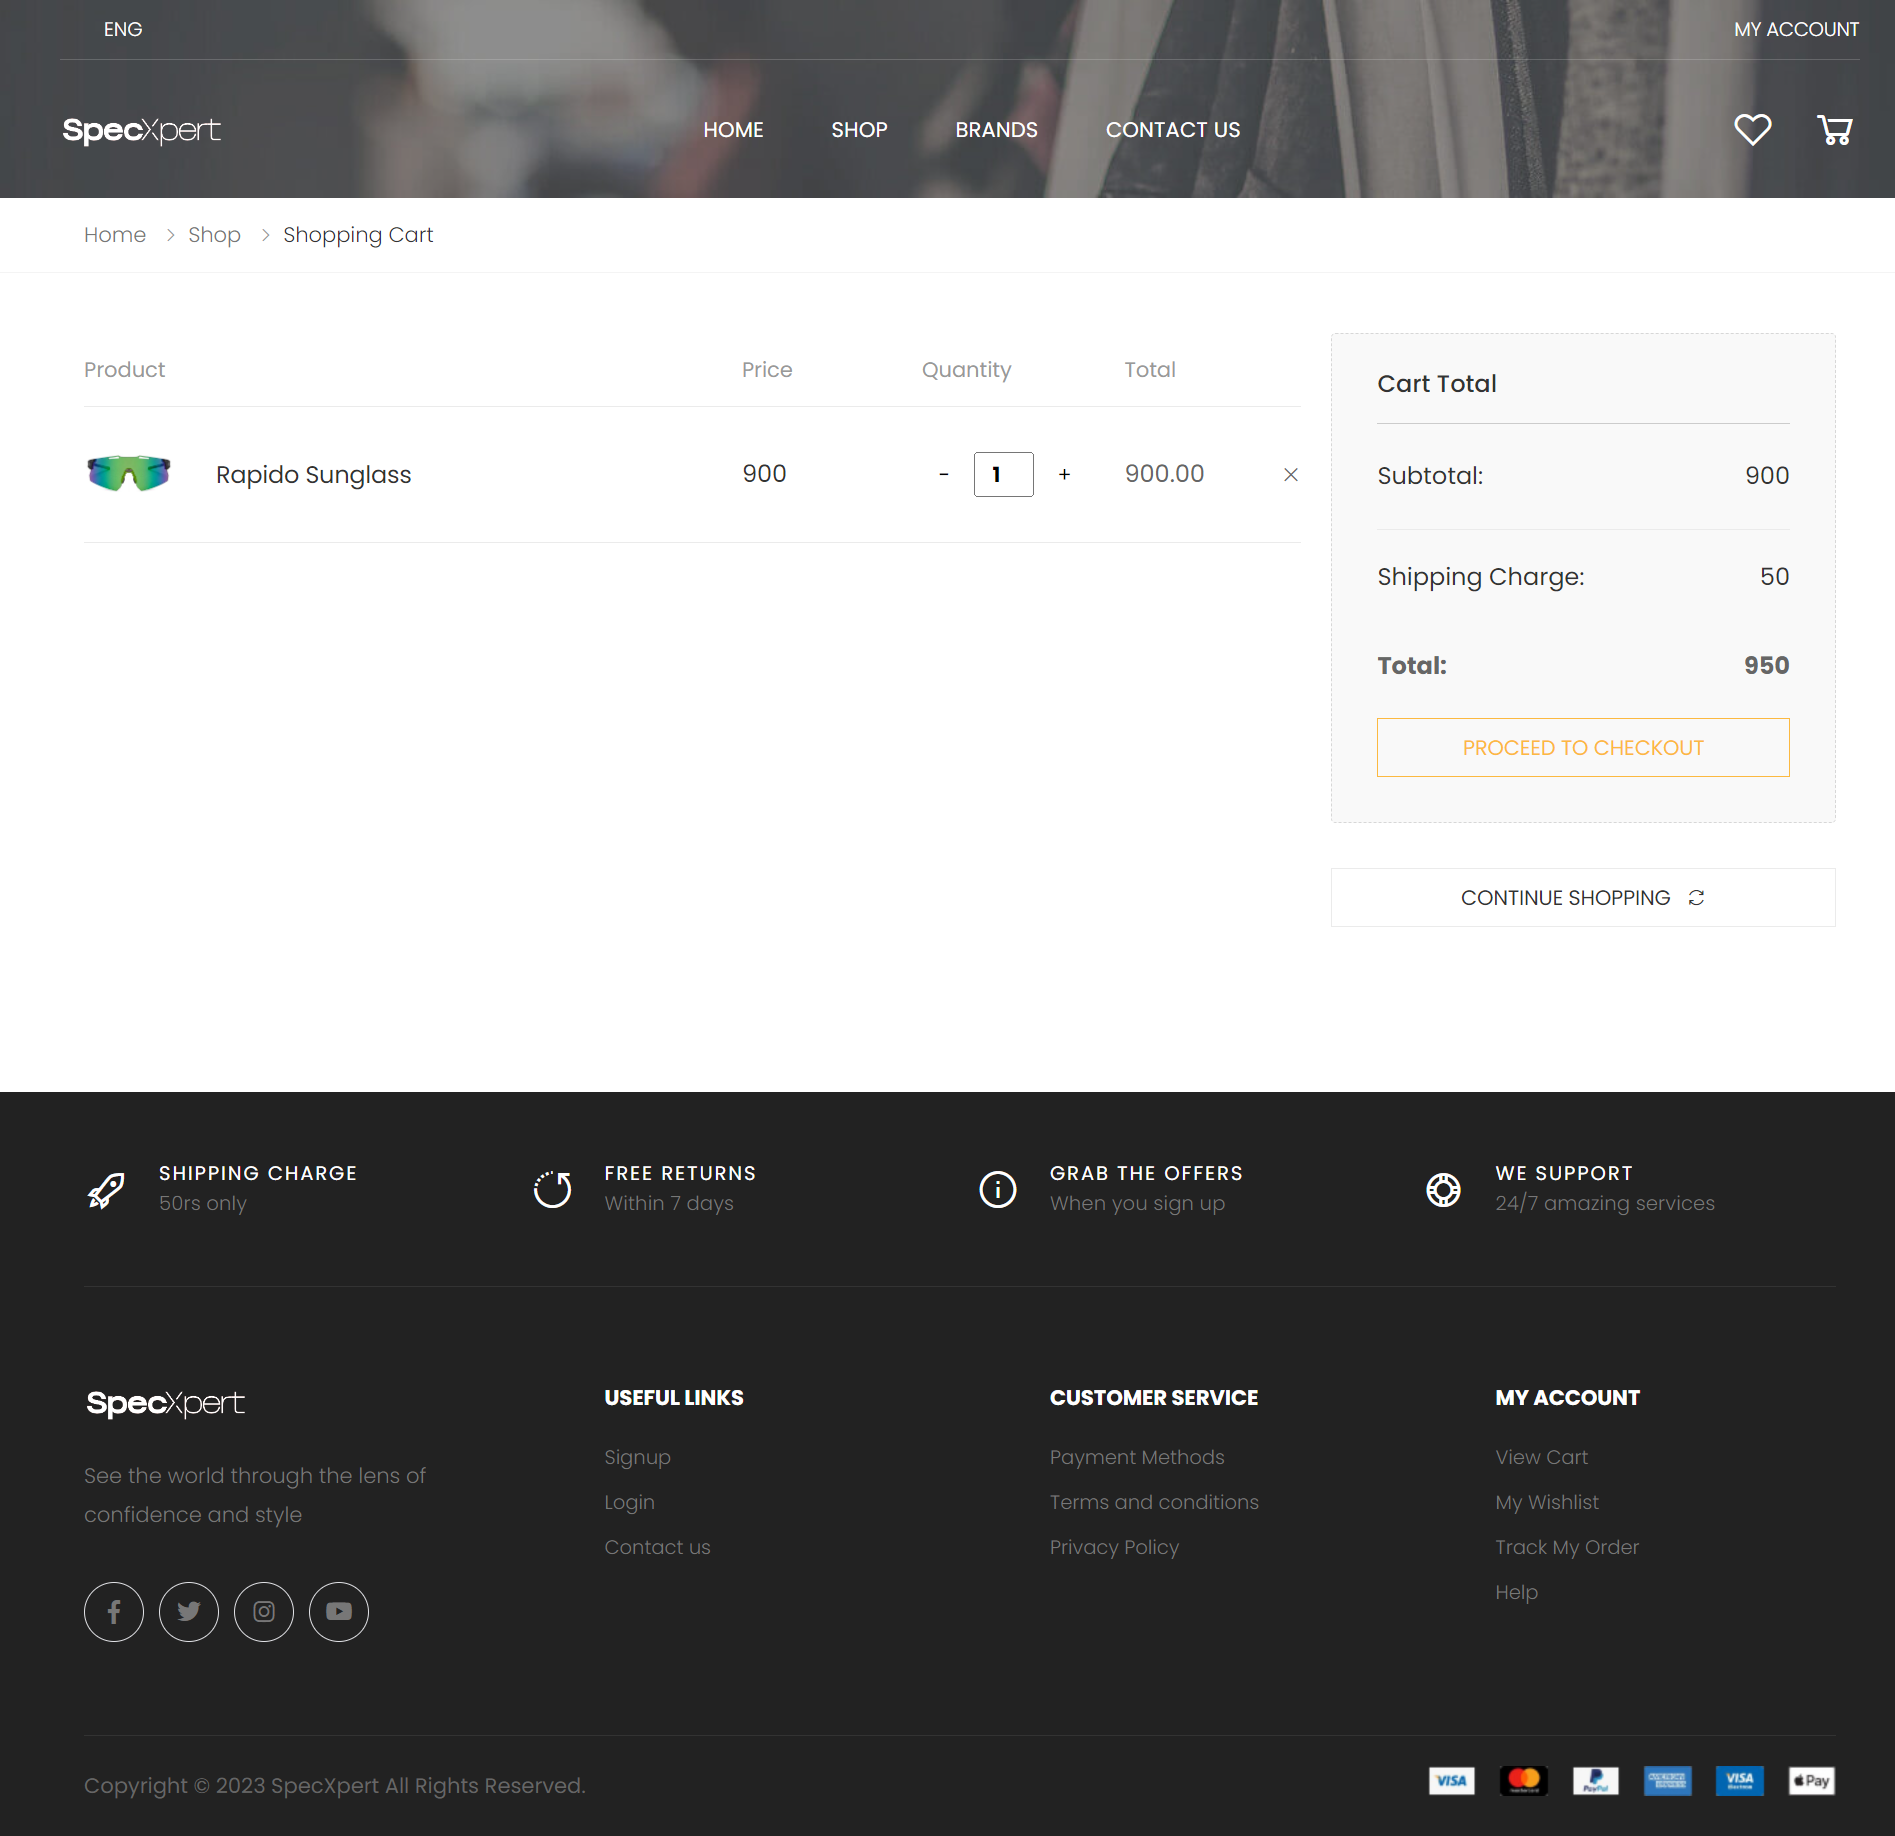 ENG
MY ACCOUNT
SpecXpert
HOME
SHOP
BRANDS
CONTACT US
Home
Shop
Shopping Cart
Product
Price
Quantity
Total
Rapido Sunglass
900
-
1
+
900.00
Cart Total
Subtotal:
900
Shipping Charge:
50
Total:
950
PROCEED TO CHECKOUT
CONTINUE SHOPPING
SHIPPING CHARGE
50rs only
FREE RETURNS
Within 7 days
GRAB THE OFFERS
When you sign up
WE SUPPORT
24/7 amazing services
SpecXpert
See the world through the lens of
confidence and style
USEFUL LINKS
Signup
Login
Contact us
CUSTOMER SERVICE
Payment Methods
Terms and conditions
Privacy Policy
MY ACCOUNT
View Cart
My Wishlist
Track My Order
Help
Copyright © 2023 SpecXpert All Rights Reserved.
VISA
PayPal
AMERICAN EXPRESS
VISA
Electron
Pay